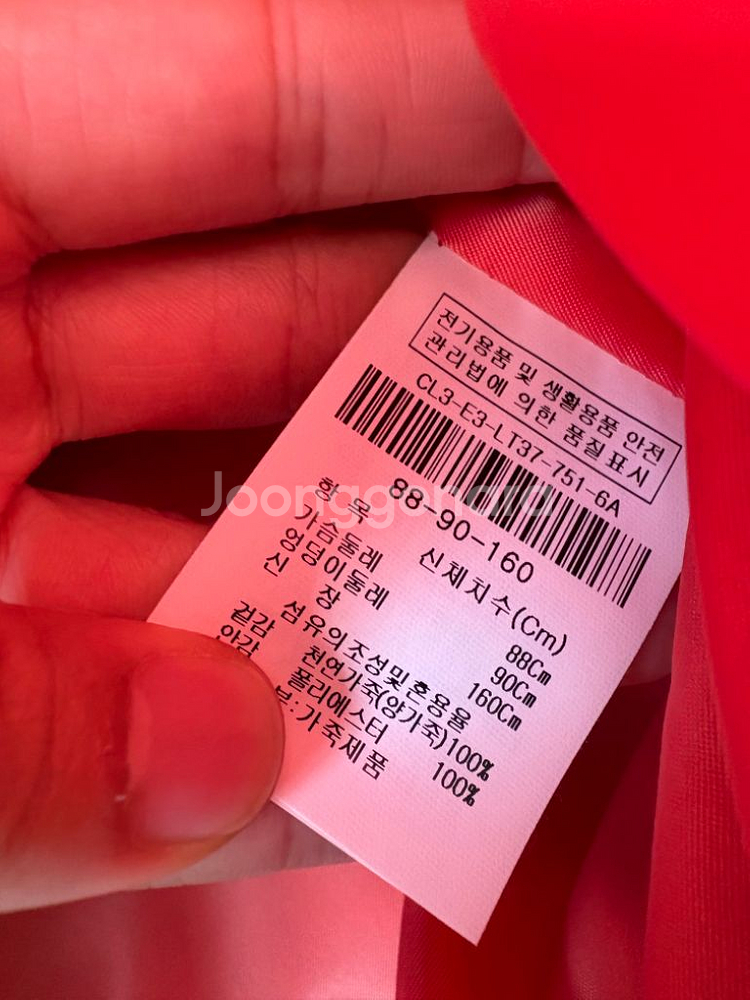 전기용품 및 생활용품 안전
관리법에 의한 품질표시
CL3-E3-LT37-751-6A
88-90-160
항 목 신체치수(Cm)
가슴둘레 88Cm
엉덩이둘레 90Cm
신 장 160Cm
섬유의조성및혼용율
겉감 천연가죽(양가죽)100%
안감 폴리에스터 100%
:가죽제품
Joonggonara